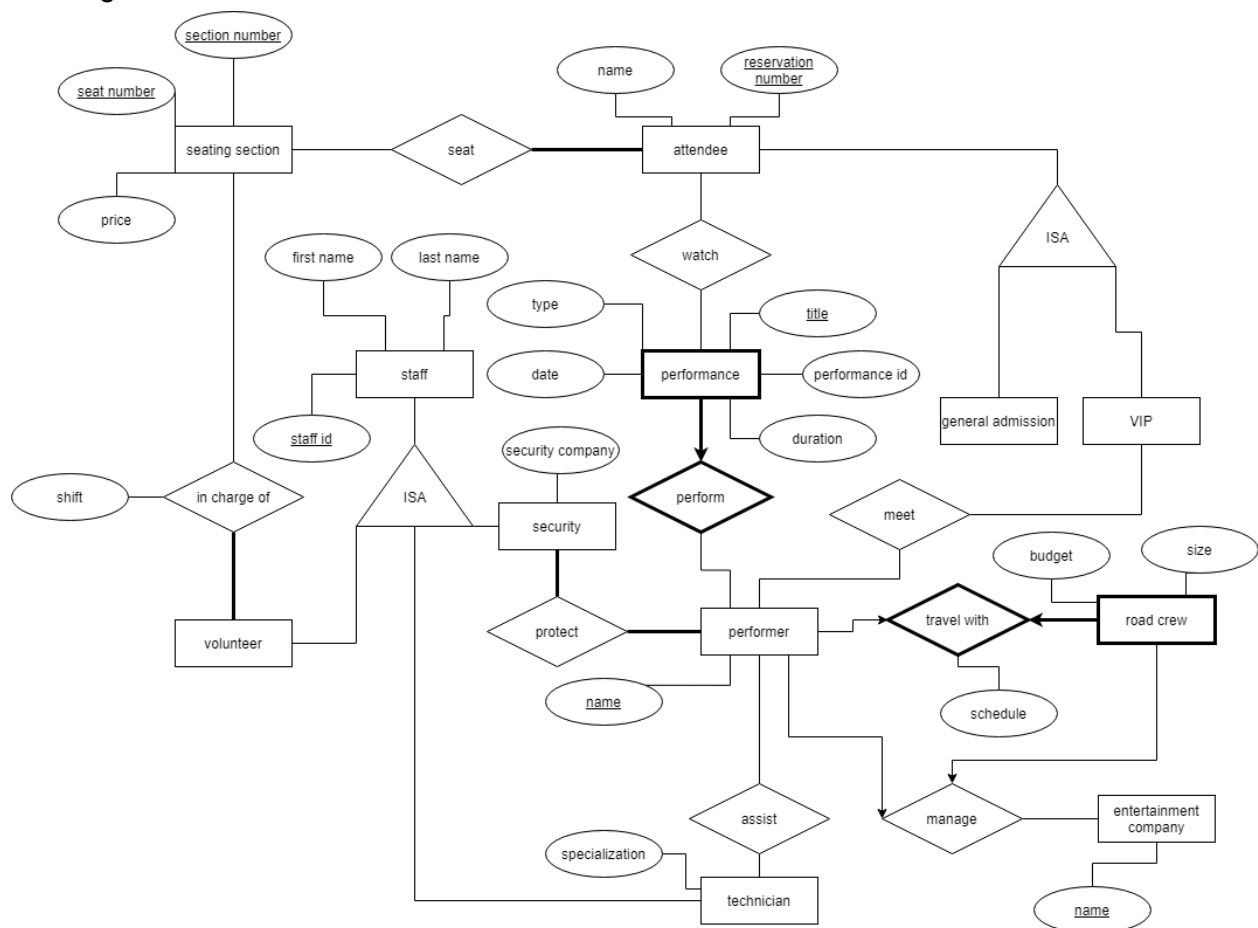 section number
seat number
name
reservation
number
seating section
seat
attendee
price
ISA
first name
last name
watch
type
title
staff
date
performance
performance id
general admission
VIP
staff id
security company
duration
shift
in charge of
ISA
security
perform
meet
budget
size
volunteer
protect
performer
travel with
road crew
name
schedule
assist
manage
entertainment
company
specialization
technician
name